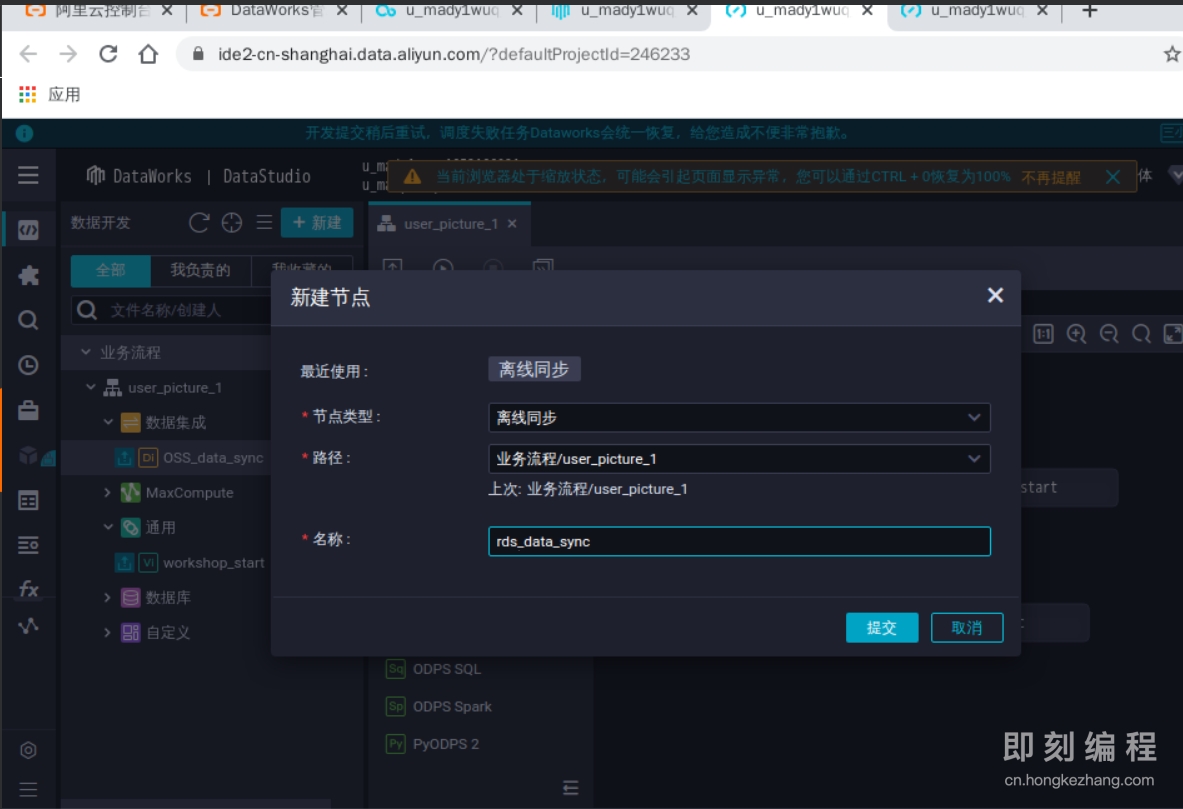 阿里云控制台
DataWorks管
u_mady1wuq
u_mady1wuq
u_mady1wuq
u_mady1wuq
ide2-cn-shanghai.data.aliyun.com/?defaultProjectId=246233
应用
开发提交稍后重试，调度失败任务Dataworks会统一恢复，给您造成不便非常抱歉。
DataWorks | DataStudio
当前浏览器处于缩放状态，可能会引起页面显示异常，您可以通过CTRL + 0恢复为100% 不再提醒
体
数据开发
+ 新建
user_picture_1
全部 我负责的 我收藏的
文件名称/创建人
新建节点
1:1
业务流程
user_picture_1
数据集成
DI OSS_data_sync
MaxCompute
通用
VI workshop_start
数据库
自定义
fx
最近使用 : 离线同步
* 节点类型 : 离线同步
* 路径 : 业务流程/user_picture_1
上次: 业务流程/user_picture_1
* 名称 : rds_data_sync
提交 取消
start
Sq ODPS SQL
Sp ODPS Spark
Py PyODPS 2
即刻编程
cn.hongkezhang.com